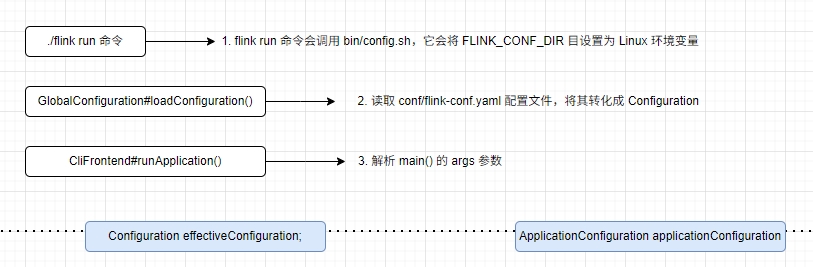 ./flink run 命令
1. flink run 命令会调用 bin/config.sh，它会将 FLINK_CONF_DIR 目设置为 Linux 环境变量
GlobalConfiguration#loadConfiguration()
2. 读取 conf/flink-conf.yaml 配置文件，将其转化成 Configuration
CliFrontend#runApplication()
3. 解析 main() 的 args 参数
Configuration effectiveConfiguration;
ApplicationConfiguration applicationConfiguration